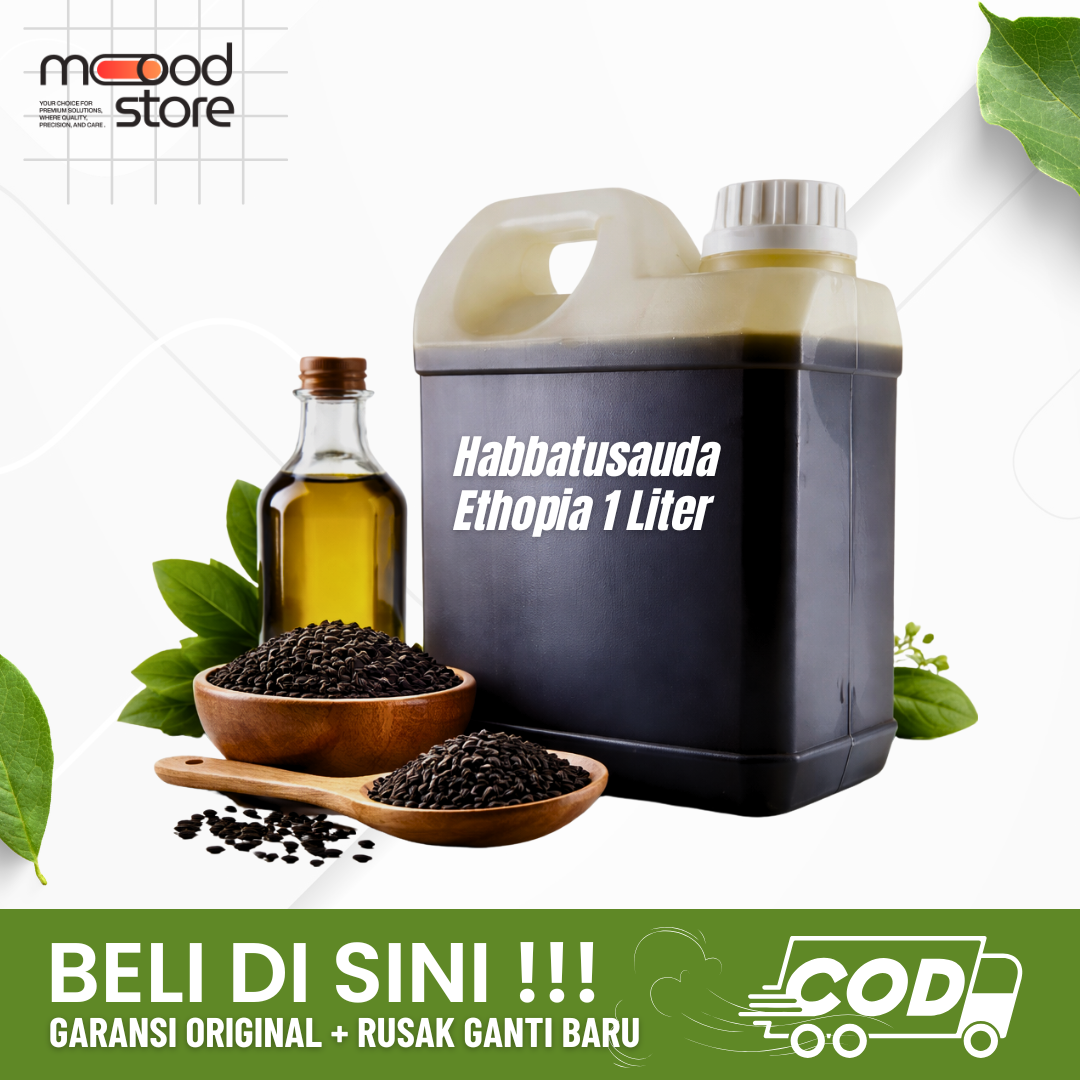 mood
store
YOUR CHOICE FOR
PREMIUM SOLUTIONS,
WHERE QUALITY,
PRECISION, AND CARE.
Habbatusauda
Ethopia 1 Liter
BELI DI SINI !!!
GARANSI ORIGINAL + RUSAK GANTI BARU
COD